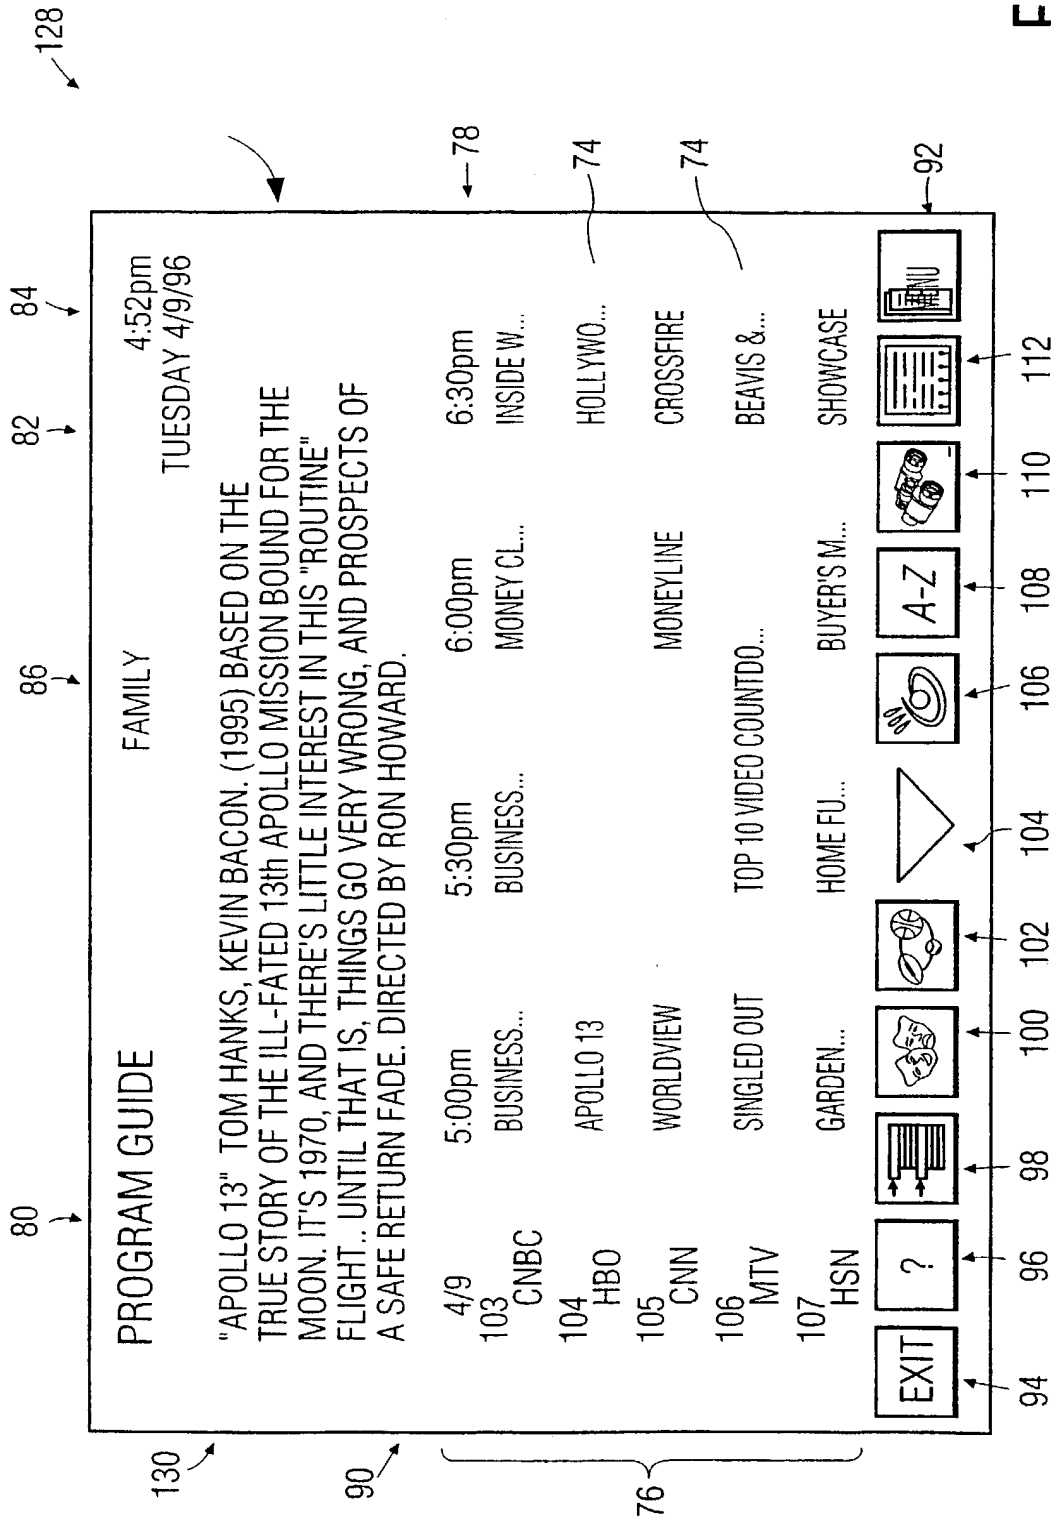 128
80
86
82
84
PROGRAM GUIDE
FAMILY
4:52pm
TUESDAY 4/9/96
130
"APOLLO 13" TOM HANKS, KEVIN BACON. (1995) BASED ON THE
TRUE STORY OF THE ILL-FATED 13th APOLLO MISSION BOUND FOR THE
MOON. IT'S 1970, AND THERE'S LITTLE INTEREST IN THIS "ROUTINE"
FLIGHT.. UNTIL THAT IS, THINGS GO VERY WRONG, AND PROSPECTS OF
A SAFE RETURN FADE. DIRECTED BY RON HOWARD.
90
4/9 5:00pm 5:30pm 6:00pm 6:30pm
78
103 BUSINESS... BUSINESS... MONEY CL... INSIDE W...
CNBC
104 APOLLO 13 HOLLYWO...
HBO
74
105 WORLDVIEW MONEYLINE CROSSFIRE
CNN
76
106 SINGLED OUT TOP 10 VIDEO COUNTDO... BEAVIS &...
MTV
74
107 GARDEN... HOME FU... BUYER'S M... SHOWCASE
HSN
EXIT
?
A-Z
MENU
92
94
96
98
100
102
104
106
108
110
112